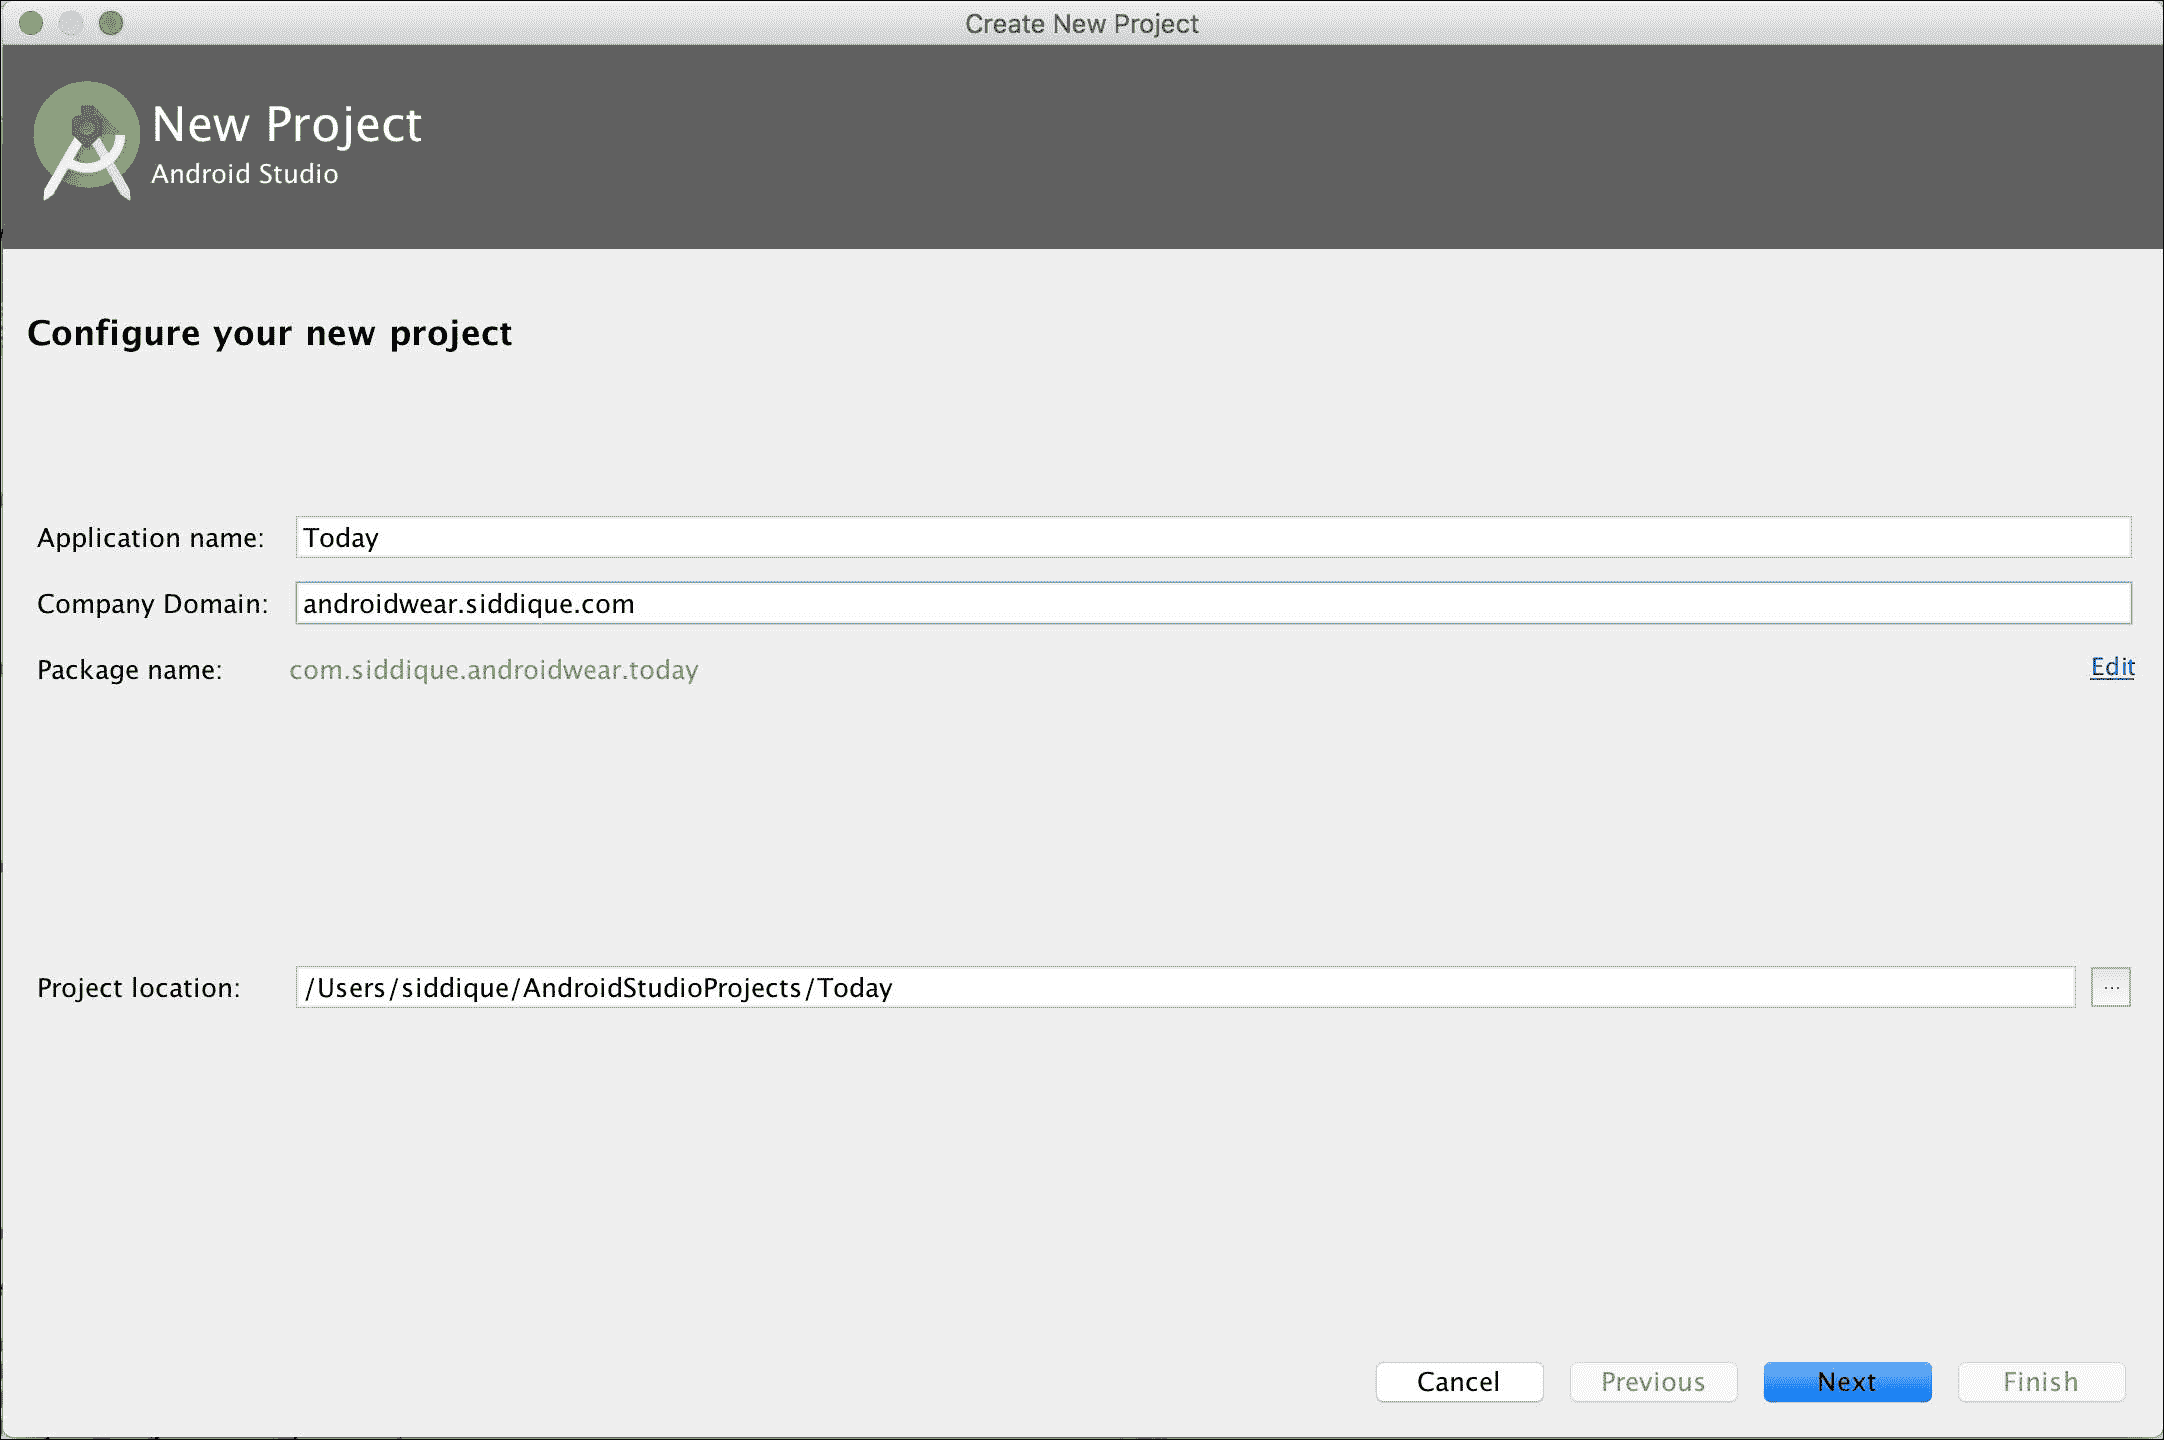 Create New Project
New Project
Android Studio
Configure your new project
Application name: Today
Company Domain: androidwear.siddique.com
Package name: com.siddique.androidwear.today Edit
Project location: /Users/siddique/AndroidStudioProjects/Today ...
Cancel Previous Next Finish